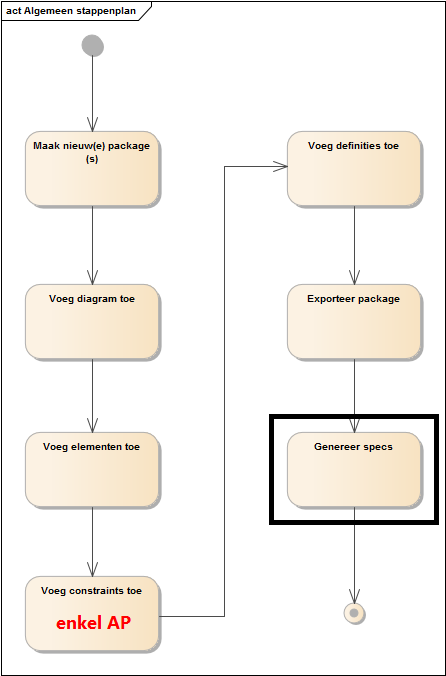 act Algemeen stappenplan
Maak nieuw(e) package
(s)
Voeg diagram toe
Voeg elementen toe
Voeg constraints toe
enkel AP
Voeg definities toe
Exporteer package
Genereer specs